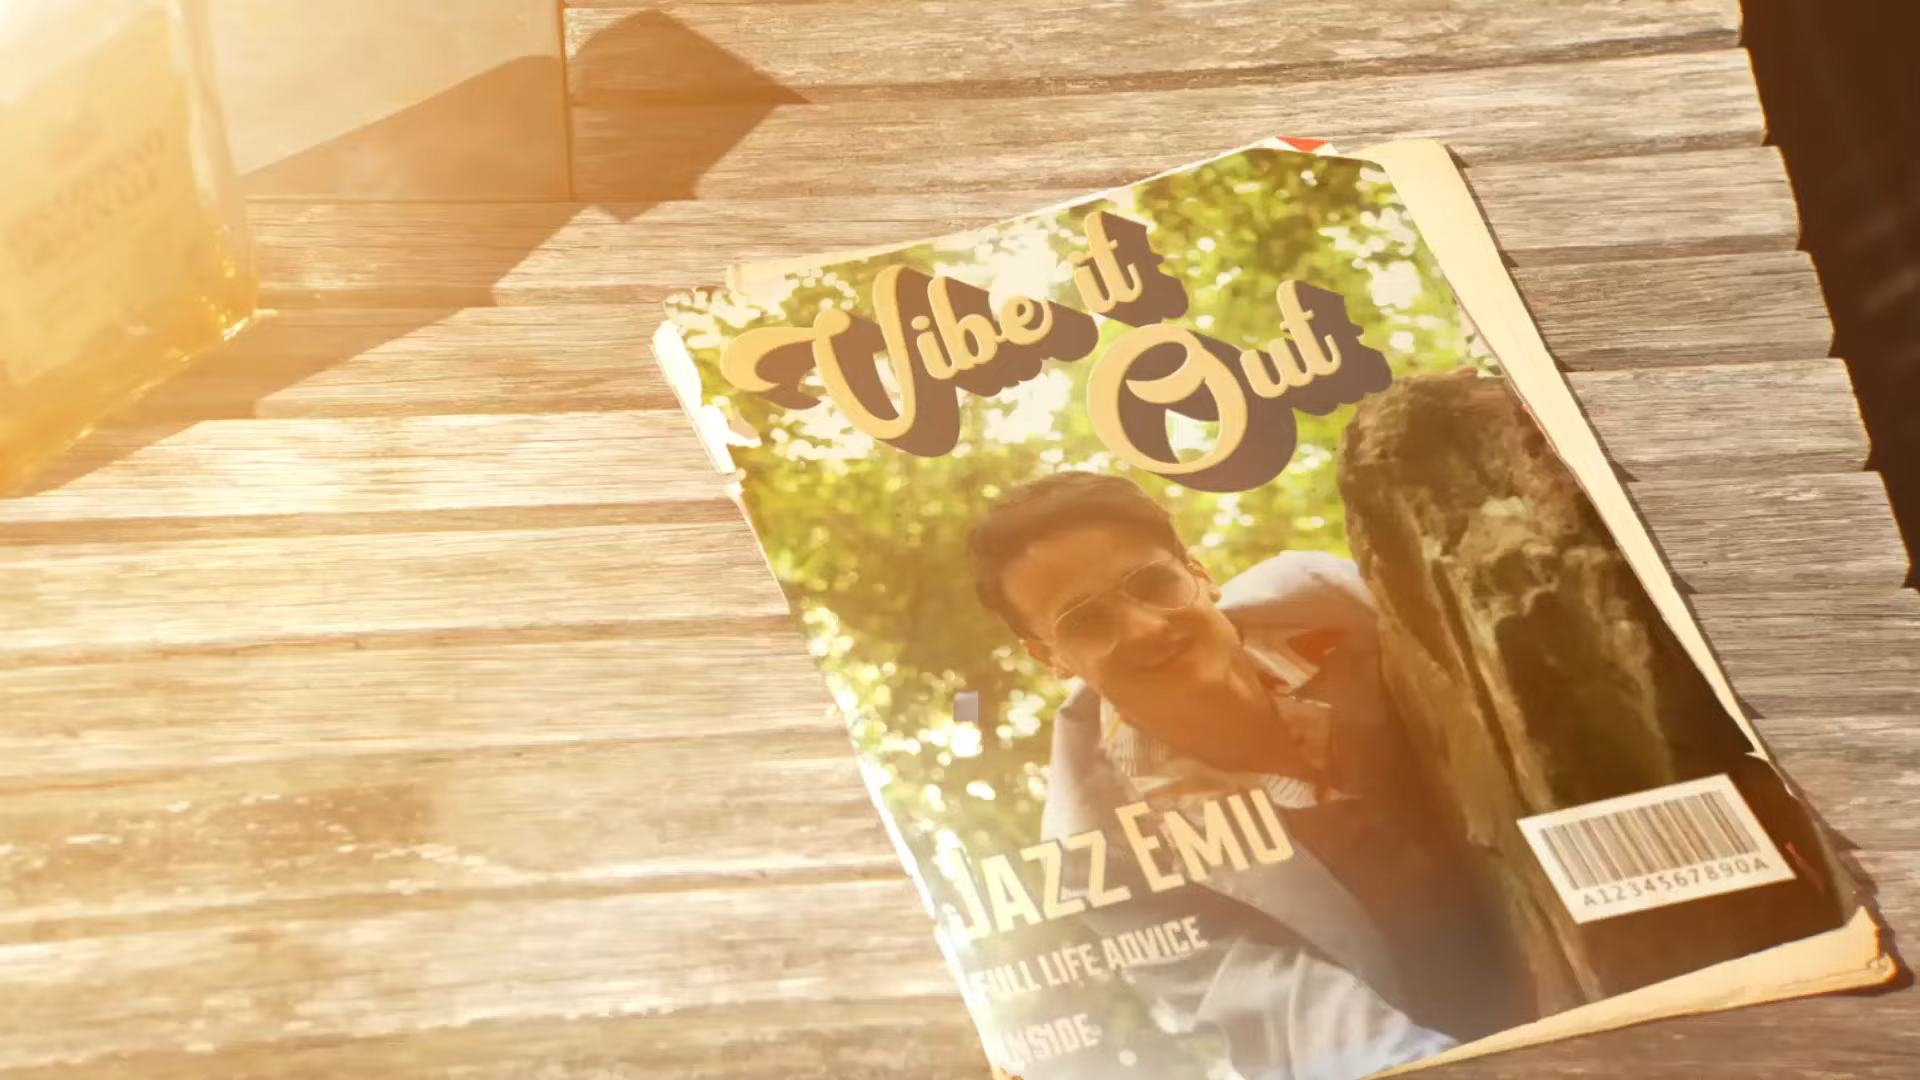 Vibe it
Out
JAZZ EMU
FULL LIFE ADVICE
INSIDE
A1234567890A